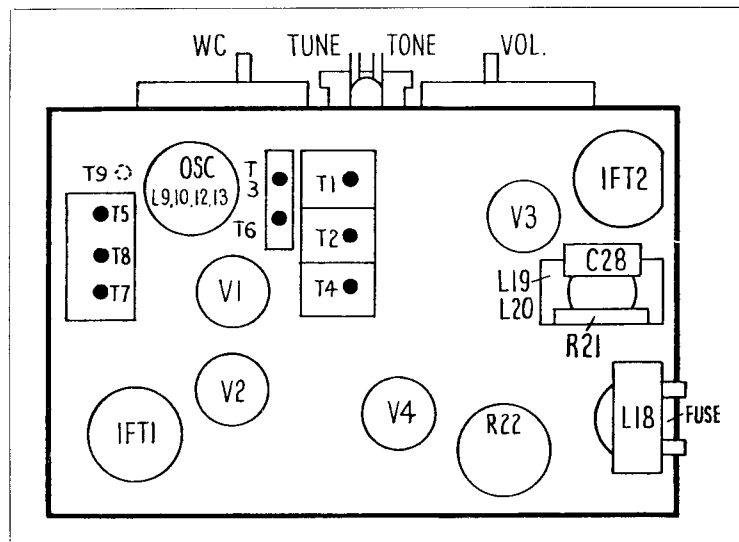 WC TUNE TONE VOL.
T9
OSC
L9,10,12,13
T
3
T1
IFT2
T5
T6
V3
T8
T2
C28
T7
V1
T4
L19
L20
R21
V2
V4
R22
L18
FUSE
IFT1